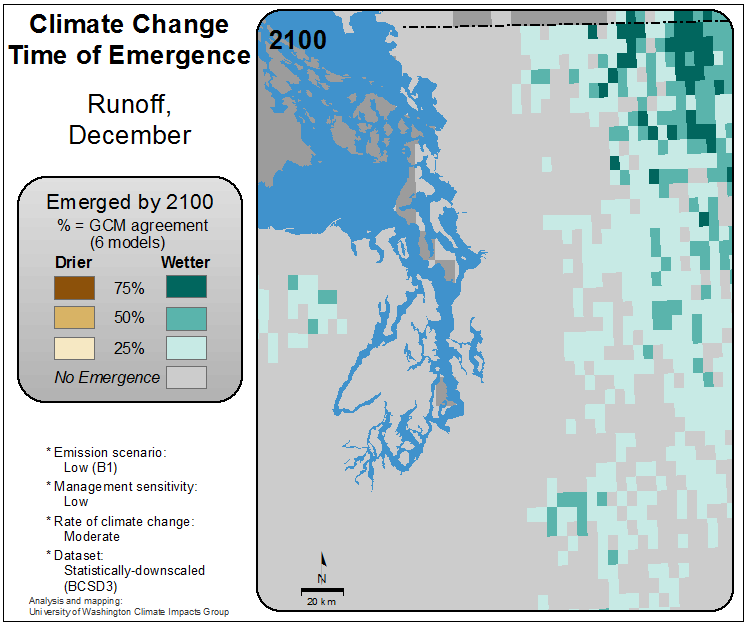 Climate Change
Time of Emergence
Runoff,
December
Emerged by 2100
% = GCM agreement
(6 models)
Drier Wetter
75%
50%
25%
No Emergence
* Emission scenario:
Low (B1)
* Management sensitivity:
Low
* Rate of climate change:
Moderate
* Dataset:
Statistically-downscaled
(BCSD3)
Analysis and mapping:
University of Washington Climate Impacts Group
2100
N
20 km